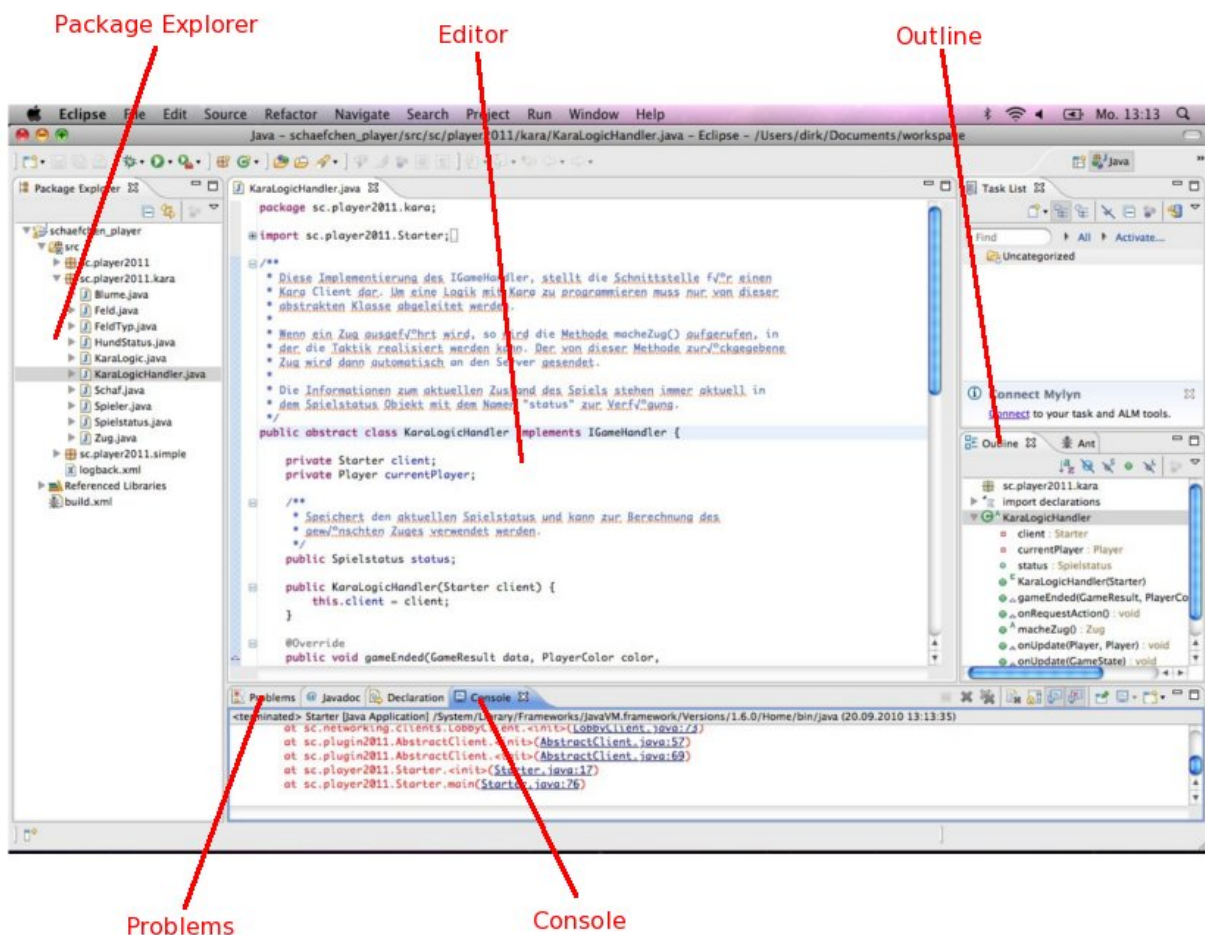 Package Explorer
Editor
Outline
Eclipse File Edit Source Refactor Navigate Search Project Run Window Help
Mo. 13:13
Java – schaefchen_player/src/sc/player2011/kara/KaraLogicHandler.java – Eclipse – /Users/dirk/Documents/workspace
Java
Package Explorer
schaefchen_player
src
sc.player2011
sc.player2011.kara
Blume.java
Feld.java
FeldTyp.java
HundStatus.java
KaraLogic.java
KaraLogicHandler.java
Schaf.java
Spieler.java
Spielstatus.java
Zug.java
sc.player2011.simple
logback.xml
Referenced Libraries
build.xml
KaraLogicHandler.java
package sc.player2011.kara;
import sc.player2011.Starter;
/**
* Diese Implementierung des IGameHandler, stellt die Schnittstelle f√ºr einen
* Kara Client dar. Um eine Logik mit Kara zu programmieren muss nur von dieser
* abstrakten Klasse abgeleitet werden.
*
* Wenn ein Zug ausgef√ºhrt wird, so wird die Methode macheZug() aufgerufen, in
* der die Taktik realisiert werden kann. Der von dieser Methode zur√ºckgegebene
* Zug wird dann automatisch an den Server gesendet.
*
* Die Informationen zum aktuellen Zustand des Spiels stehen immer aktuell in
* dem Spielstatus Objekt mit dem Namen "status" zur Verf√ºgung.
*/
public abstract class KaraLogicHandler implements IGameHandler {
private Starter client;
private Player currentPlayer;
/**
* Speichert den aktuellen Spielstatus und kann zur Berechnung des
* gew√ºnschten Zuges verwendet werden.
*/
public Spielstatus status;
public KaraLogicHandler(Starter client) {
this.client = client;
}
@Override
public void gameEnded(GameResult data, PlayerColor color,
Task List
Find All Activate...
Uncategorized
Connect Mylyn
Connect to your task and ALM tools.
Outline Ant
sc.player2011.kara
import declarations
KaraLogicHandler
client : Starter
currentPlayer : Player
status : Spielstatus
KaraLogicHandler(Starter)
gameEnded(GameResult, PlayerCo
onRequestAction() : void
macheZug() : Zug
onUpdate(Player, Player) : void
onUpdate(GameState) : void
Problems Javadoc Declaration Console
<terminated> Starter [Java Application] /System/Library/Frameworks/JavaVM.framework/Versions/1.6.0/Home/bin/java (20.09.2010 13:13:35)
at sc.networking.clients.LobbyClient.<init>(LobbyClient.java:73)
at sc.plugin2011.AbstractClient.<init>(AbstractClient.java:57)
at sc.plugin2011.AbstractClient.<init>(AbstractClient.java:69)
at sc.player2011.Starter.<init>(Starter.java:17)
at sc.player2011.Starter.main(Starter.java:76)
Problems
Console